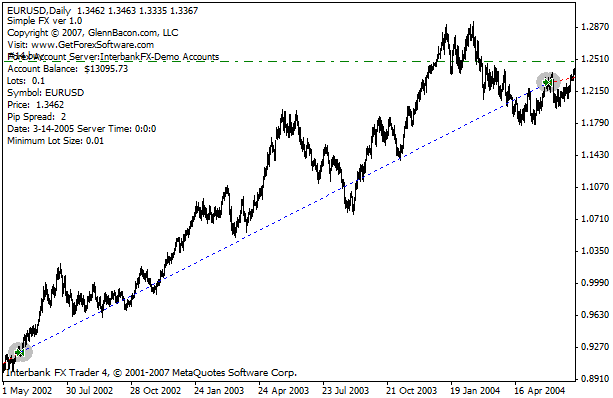 EURUSD,Daily 1.3462 1.3463 1.3335 1.3367
Simple FX ver 1.0
Copyright © 2007, GlennBacon.com, LLC
Visit: www.GetForexSoftware.com
Forex Account Server:InterbankFX-Demo Accounts
Account Balance: $13095.73
Lots: 0.1
Symbol: EURUSD
Price: 1.3462
Pip Spread: 2
Date: 3-14-2005 Server Time: 0:0:0
Minimum Lot Size: 0.01
1.2870
1.2510
1.2150
1.1790
1.1430
1.1070
1.0710
1.0350
0.9990
0.9630
0.9270
0.8910
Interbank FX Trader 4, © 2001-2007 MetaQuotes Software Corp.
1 May 2002 30 Jul 2002 28 Oct 2002 24 Jan 2003 24 Apr 2003 23 Jul 2003 21 Oct 2003 19 Jan 2004 16 Apr 2004